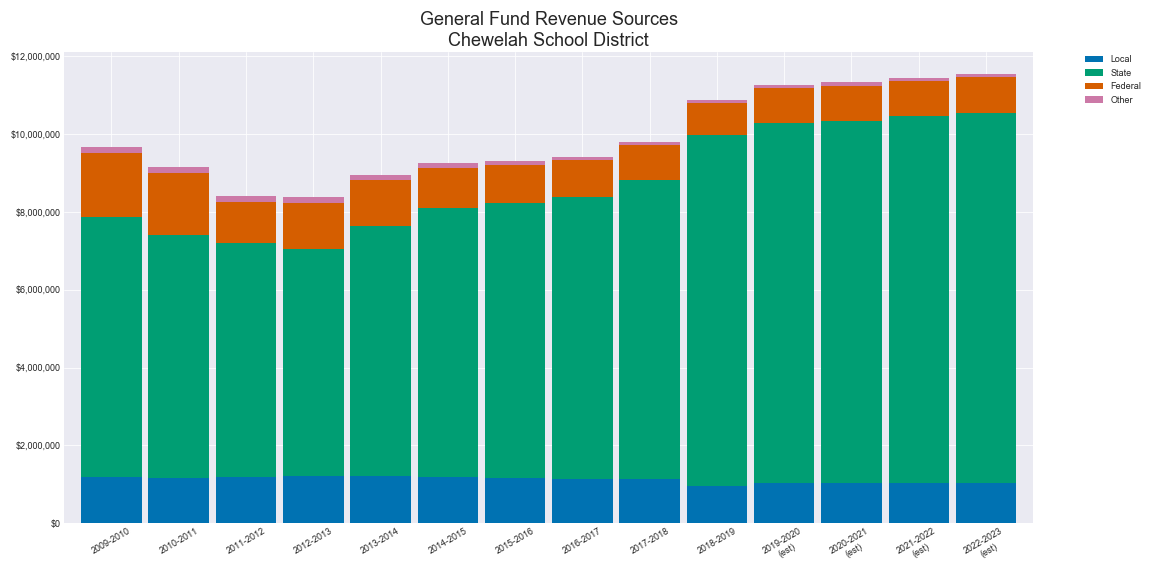 General Fund Revenue Sources
Chewelah School District
$12,000,000
$10,000,000
$8,000,000
$6,000,000
$4,000,000
$2,000,000
$0
Local
State
Federal
Other
2009-2010
2010-2011
2011-2012
2012-2013
2013-2014
2014-2015
2015-2016
2016-2017
2017-2018
2018-2019
2019-2020
(est)
2020-2021
(est)
2021-2022
(est)
2022-2023
(est)